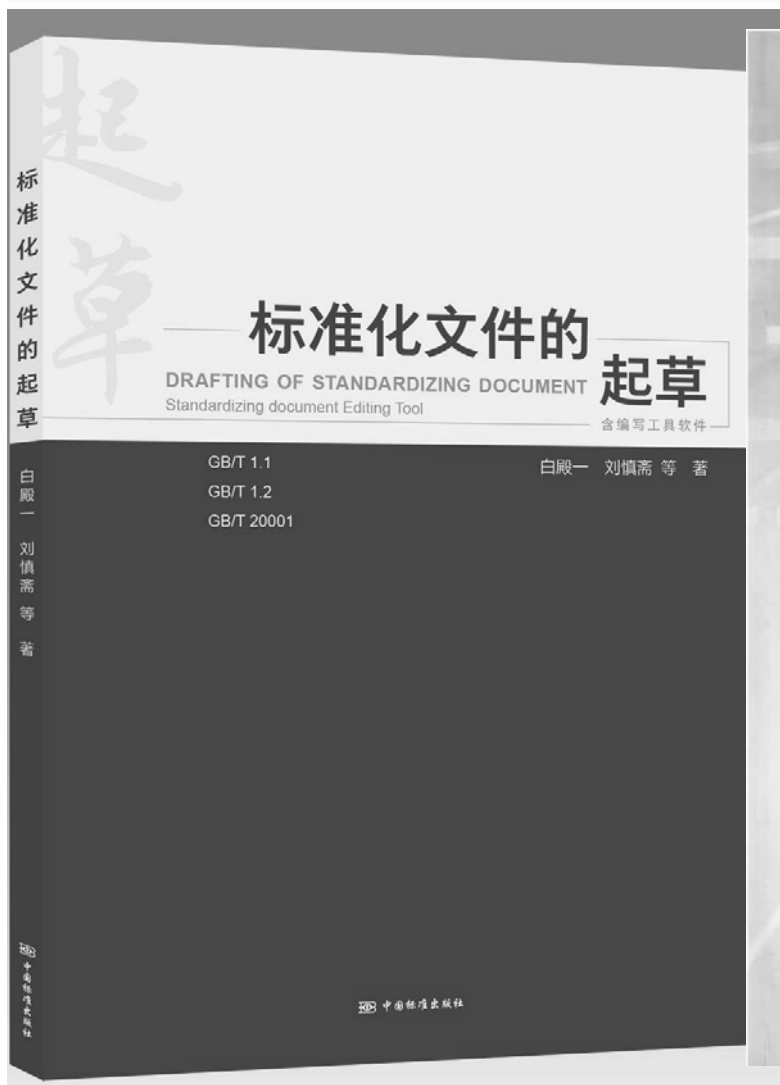 起草
标准化文件的起草
白殿一 刘慎斋 等 著
中国标准出版社
标准化文件的
起草
DRAFTING OF STANDARDIZING DOCUMENT
Standardizing document Editing Tool
含编写工具软件
GB/T 1.1
GB/T 1.2
GB/T 20001
白殿一 刘慎斋 等 著
中国标准出版社